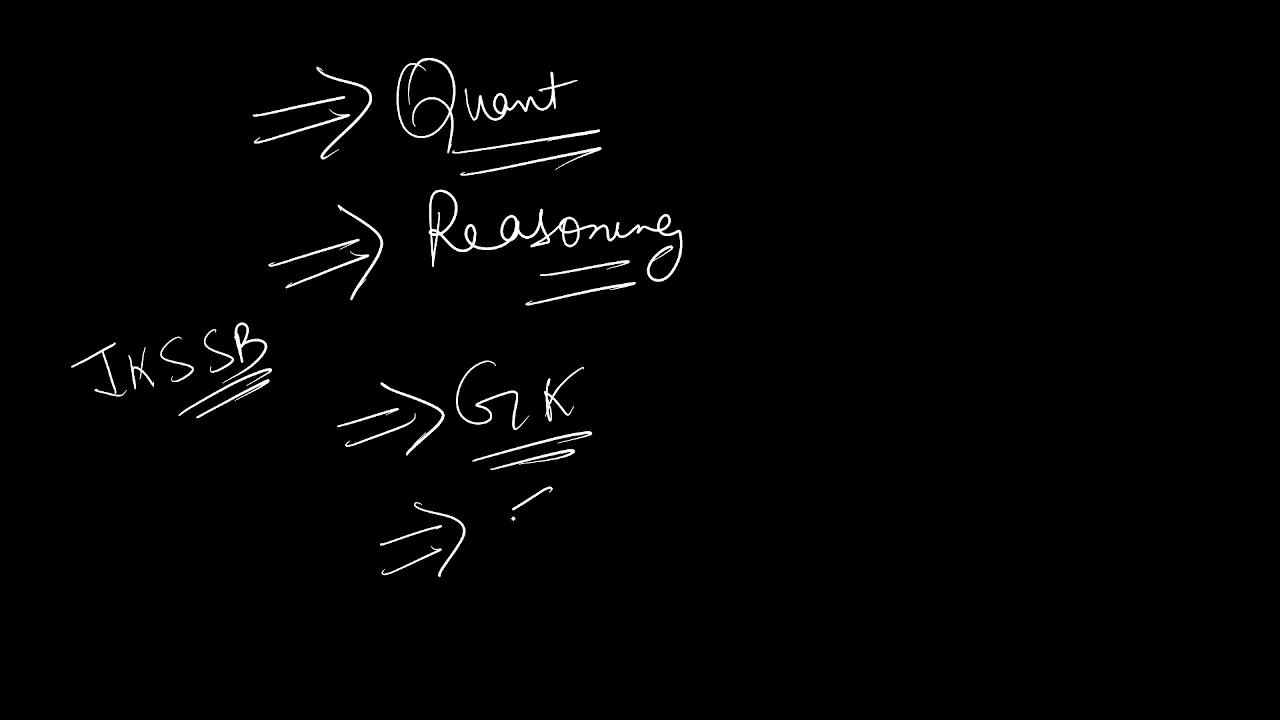 ⇒ Quant
⇒ Reasoning
JKSSB
⇒ GK
⇒